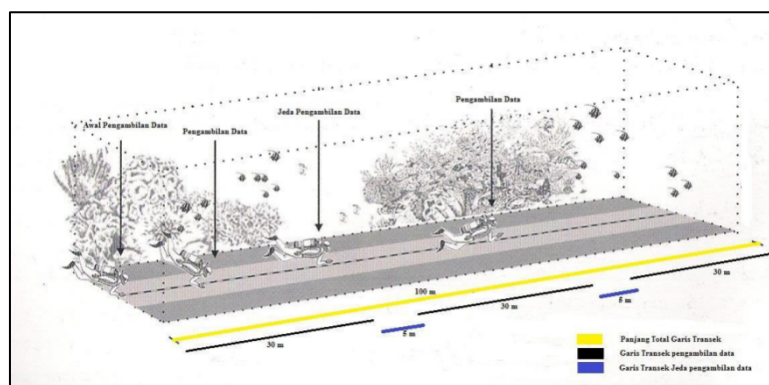 Awal Pengambilan Data
Pengambilan Data
Jeda Pengambilan Data
Pengambilan Data
100 m
30 m
5 m
30 m
5 m
30 m
Panjang Total Garis Transek
Garis Transek pengambilan data
Garis Transek Jeda pengambilan data